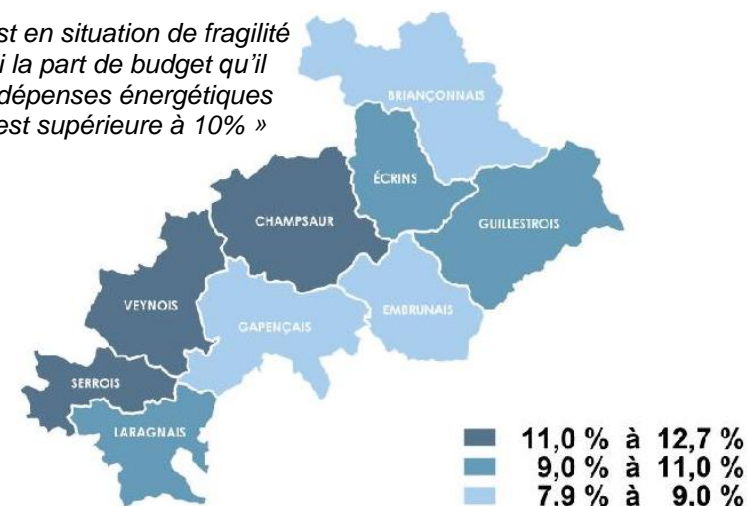 st en situation de fragilité
i la part de budget qu'il
dépenses énergétiques
est supérieure à 10% »
BRIANÇONNAIS
ÉCRINS
CHAMPSAUR
GUILLESTROIS
VEYNOIS
EMBRUNAIS
GAPENÇAIS
SERROIS
LARAGNAIS
11,0 % à 12,7 %
9,0 % à 11,0 %
7,9 % à 9,0 %